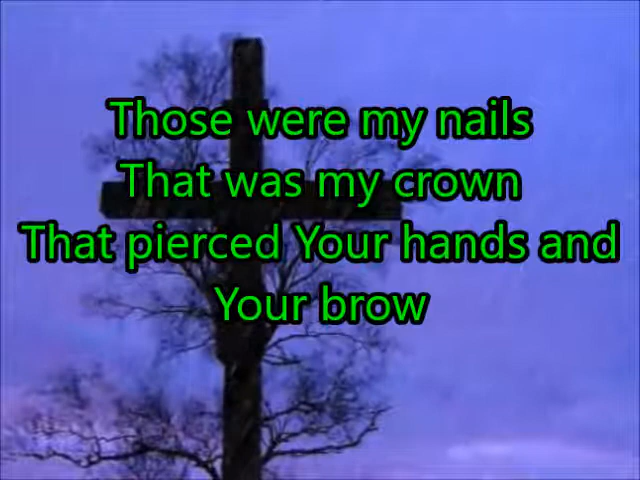 Those were my nails
That was my crown
That pierced Your hands and
Your brow